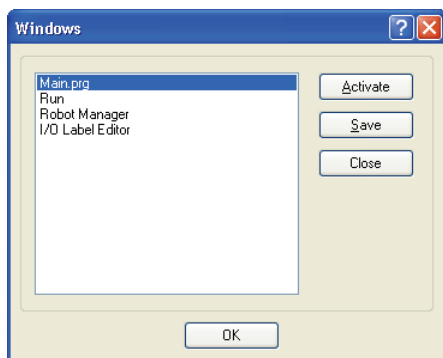 Windows
?
Main.prg
Run
Robot Manager
I/O Label Editor
Activate
Save
Close
OK